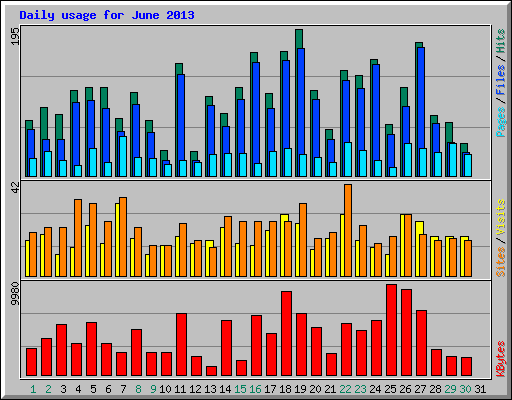 Daily usage for June 2013
195
Pages / Files / Hits
42
Sites / Visits
9980
KBytes
1 2 3 4 5 6 7 8 9 10 11 12 13 14 15 16 17 18 19 20 21 22 23 24 25 26 27 28 29 30 31